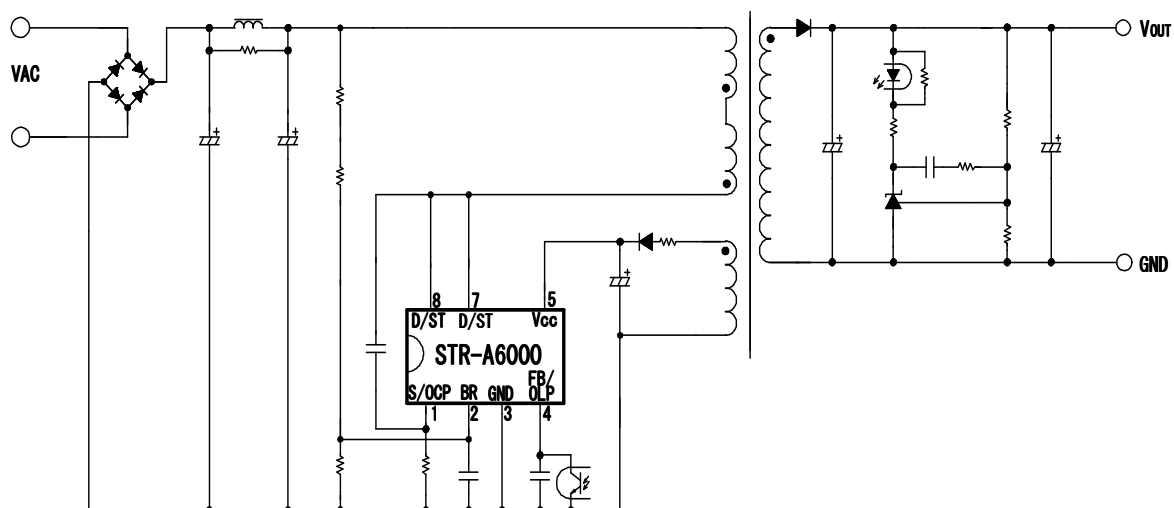 VOUT
VAC
GND
8 7 5
D/ST D/ST VCC
STR-A6000
FB/
S/OCP BR GND OLP
1 2 3 4